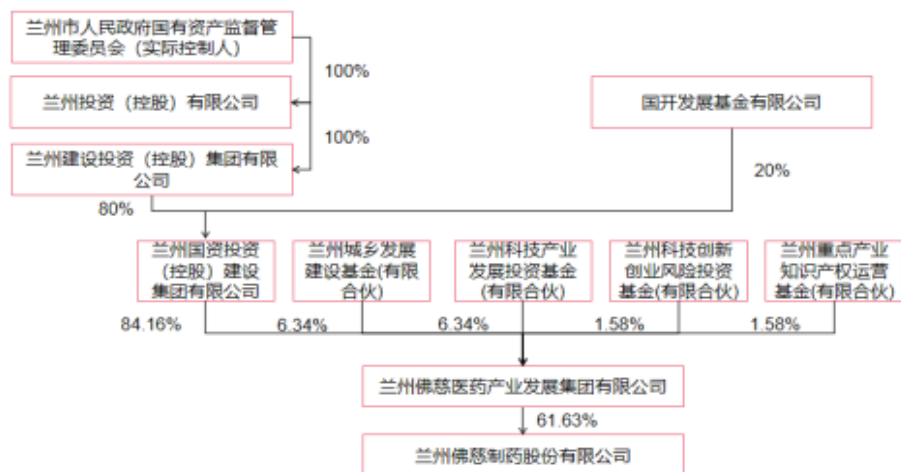 兰州市人民政府国有资产监督管
理委员会（实际控制人）
100%
兰州投资（控股）有限公司
国开发展基金有限公司
100%
兰州建设投资（控股）集团有限
公司
20%
80%
兰州国资投资
（控股）建设
集团有限公司
兰州城乡发展
建设基金(有限
合伙)
兰州科技产业
发展投资基金
(有限合伙)
兰州科技创新
创业风险投资
基金(有限合伙)
兰州重点产业
知识产权运营
基金(有限合伙)
84.16%
6.34%
6.34%
1.58%
1.58%
兰州佛慈医药产业发展集团有限公司
61.63%
兰州佛慈制药股份有限公司